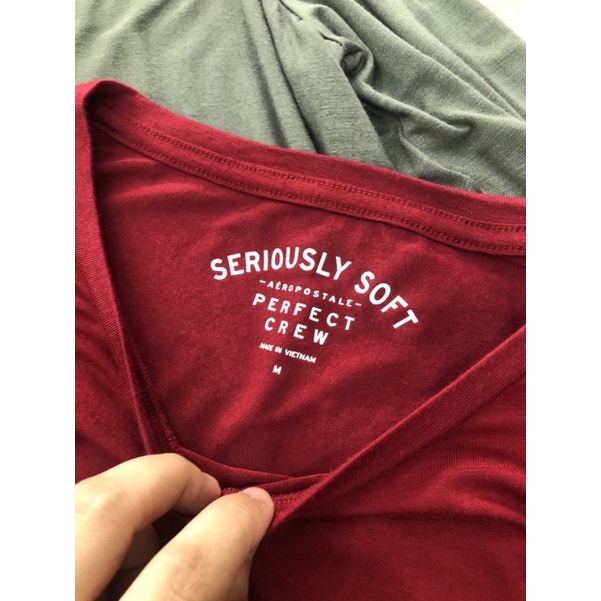 SERIOUSLY SOFT
-AÉROPOSTALE-
PERFECT
CREW
MADE IN VIETNAM
M